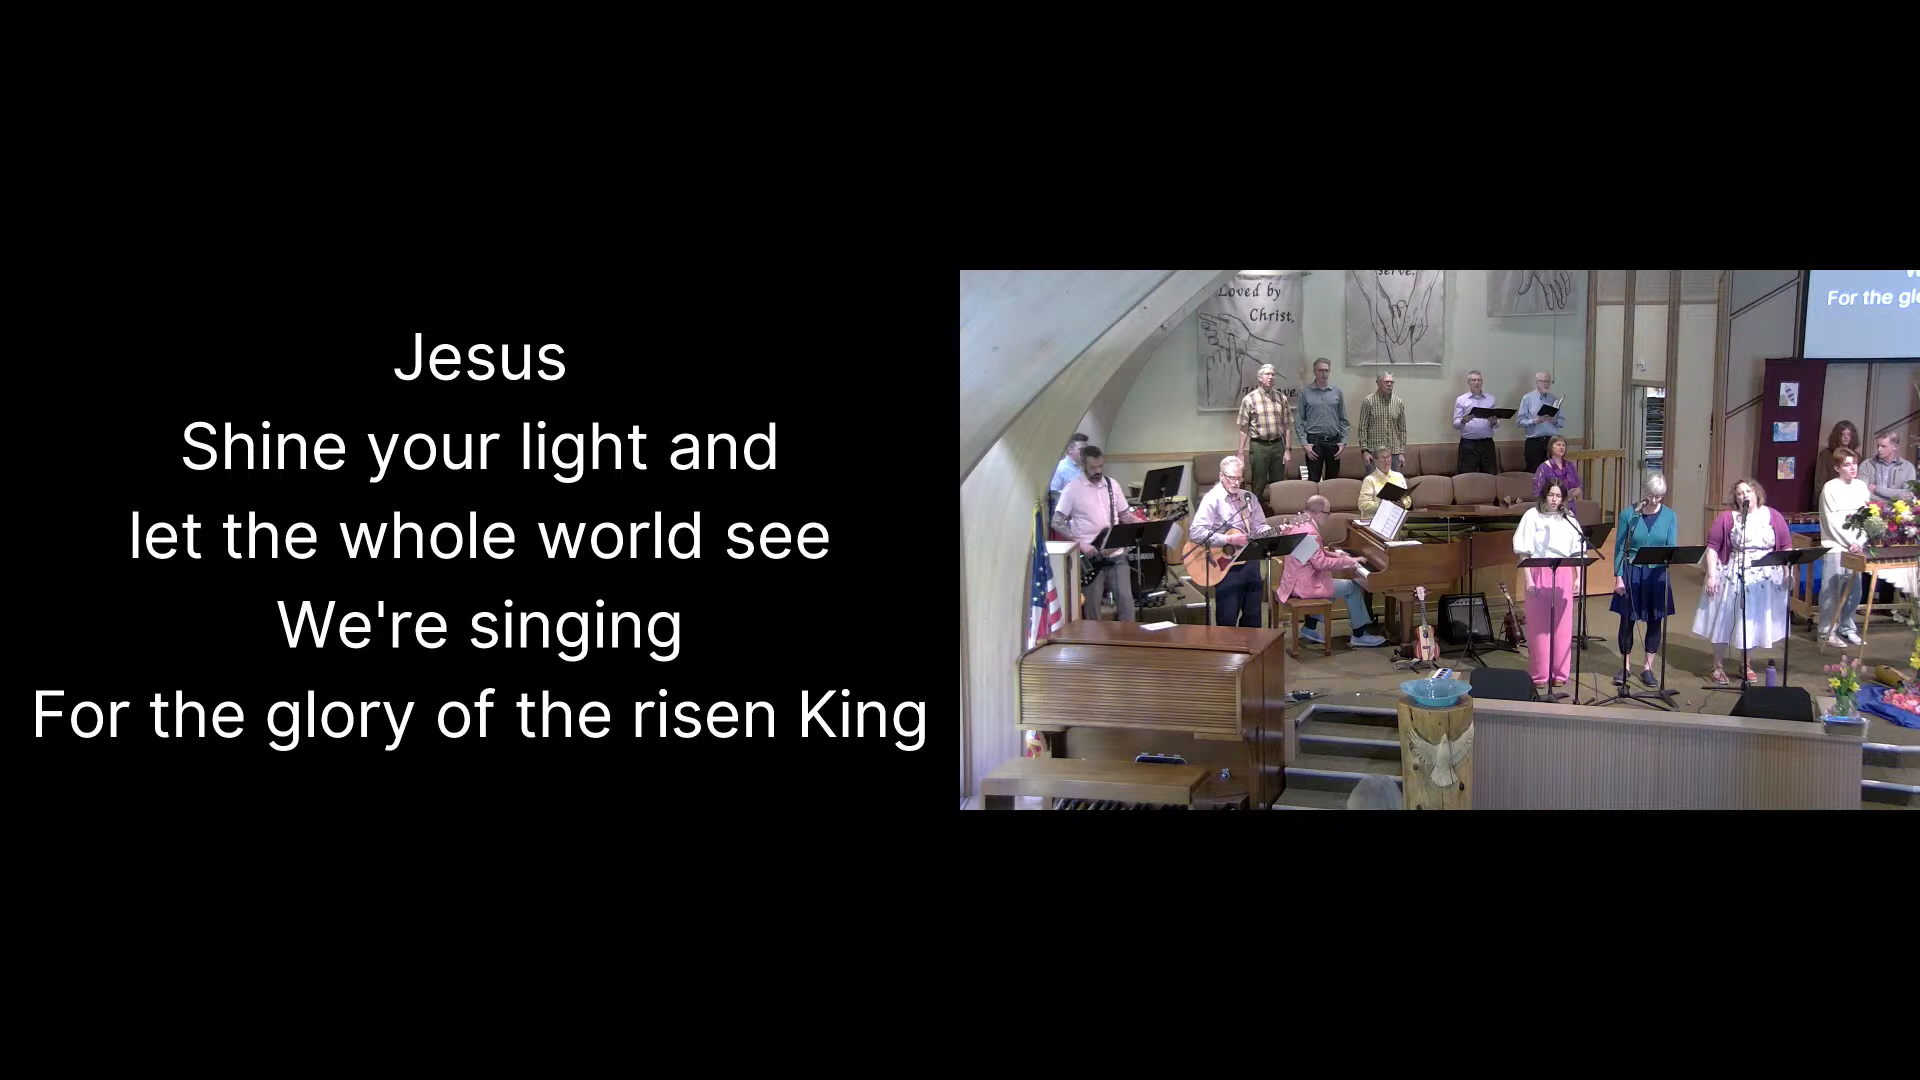 Jesus
Shine your light and
let the whole world see
We're singing
For the glory of the risen King
Loved by
Christ,
serve.
For the